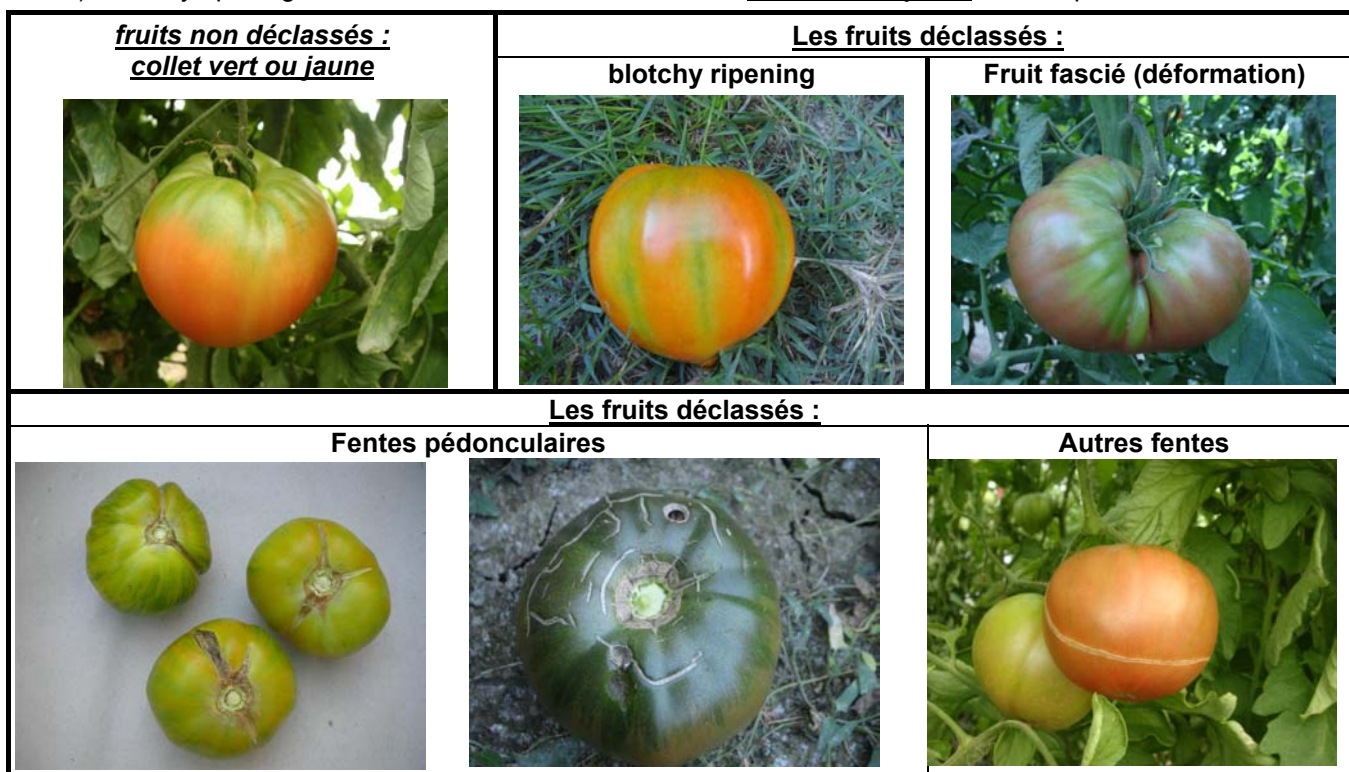 fruits non déclassés :
collet vert ou jaune
Les fruits déclassés :
blotchy ripening
Fruit fascié (déformation)
Les fruits déclassés :
Fentes pédonculaires
Autres fentes